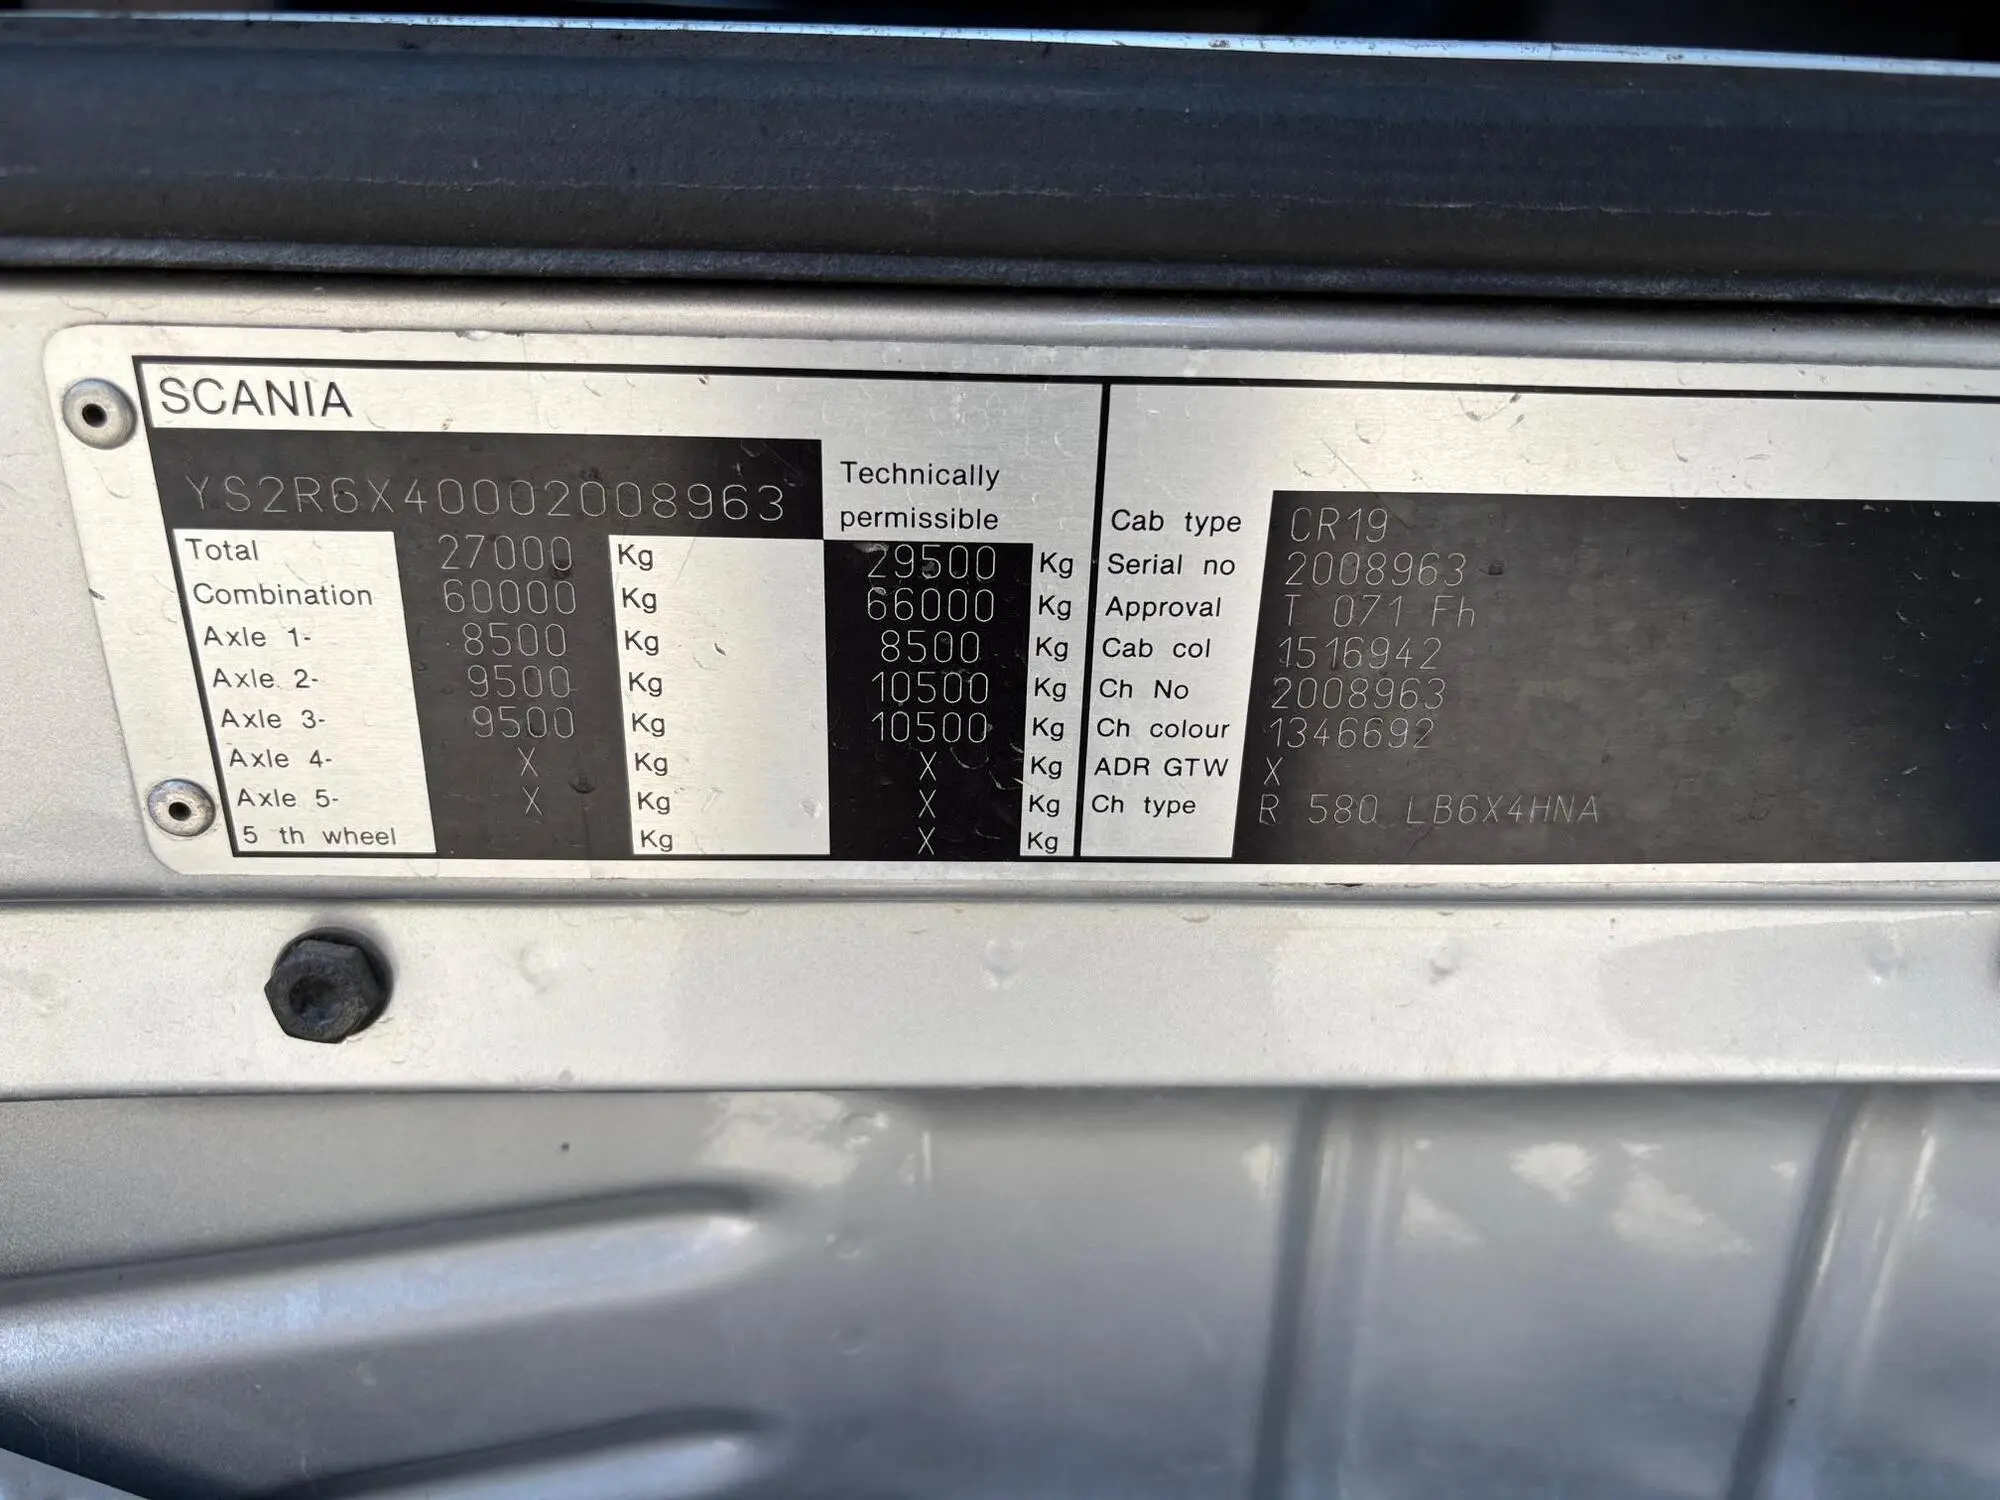 SCANIA
YS2R6X40002008963
Technically
permissible
Total 27000 Kg 29500 Kg
Combination 60000 Kg 66000 Kg
Axle 1- 8500 Kg 8500 Kg
Axle 2- 9500 Kg 10500 Kg
Axle 3- 9500 Kg 10500 Kg
Axle 4- X Kg X Kg
Axle 5- X Kg X Kg
5 th wheel Kg X Kg
Cab type CR19
Serial no 2008963
Approval T 071 Fh
Cab col 1516942
Ch No 2008963
Ch colour 1346692
ADR GTW X
Ch type R 580 LB6X4HNA